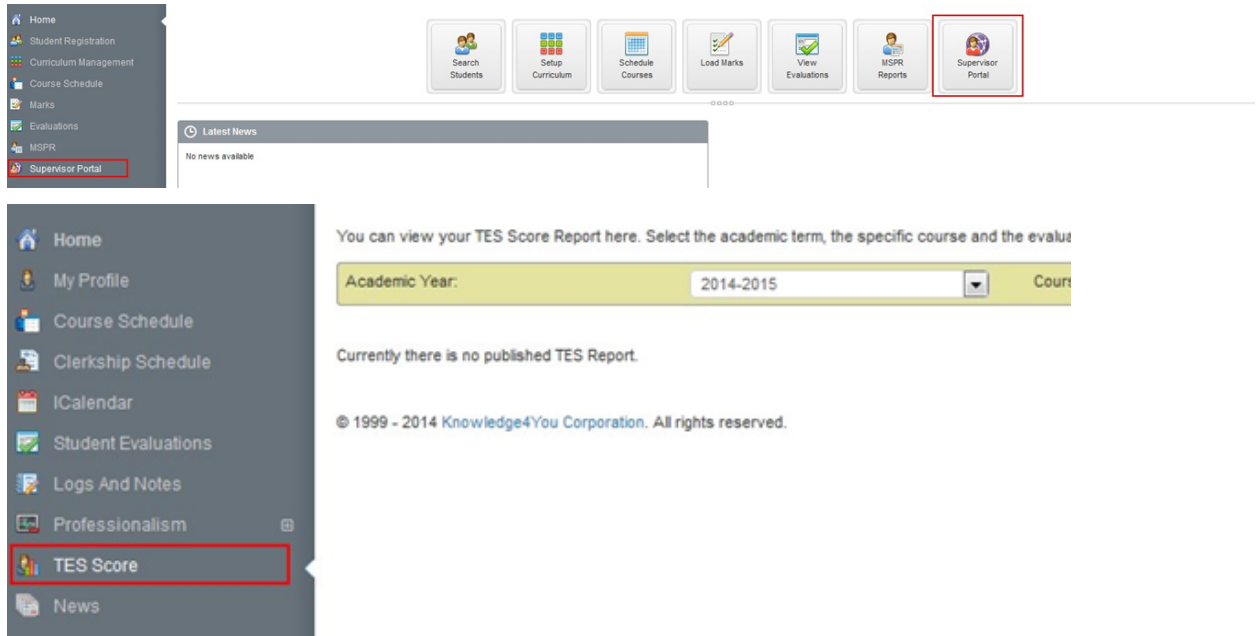 Home
Student Registration
Curriculum Management
Course Schedule
Marks
Evaluations
MSPR
Supervisor Portal
Search
Students
Setup
Curriculum
Schedule
Courses
Load Marks
View
Evaluations
MSPR
Reports
Supervisor
Portal
Latest News
No news available
Home
My Profile
Course Schedule
Clerkship Schedule
ICalendar
Student Evaluations
Logs And Notes
Professionalism
TES Score
News
You can view your TES Score Report here. Select the academic term, the specific course and the evalua
Academic Year: 2014-2015 Cours
Currently there is no published TES Report.
© 1999 - 2014 Knowledge4You Corporation. All rights reserved.